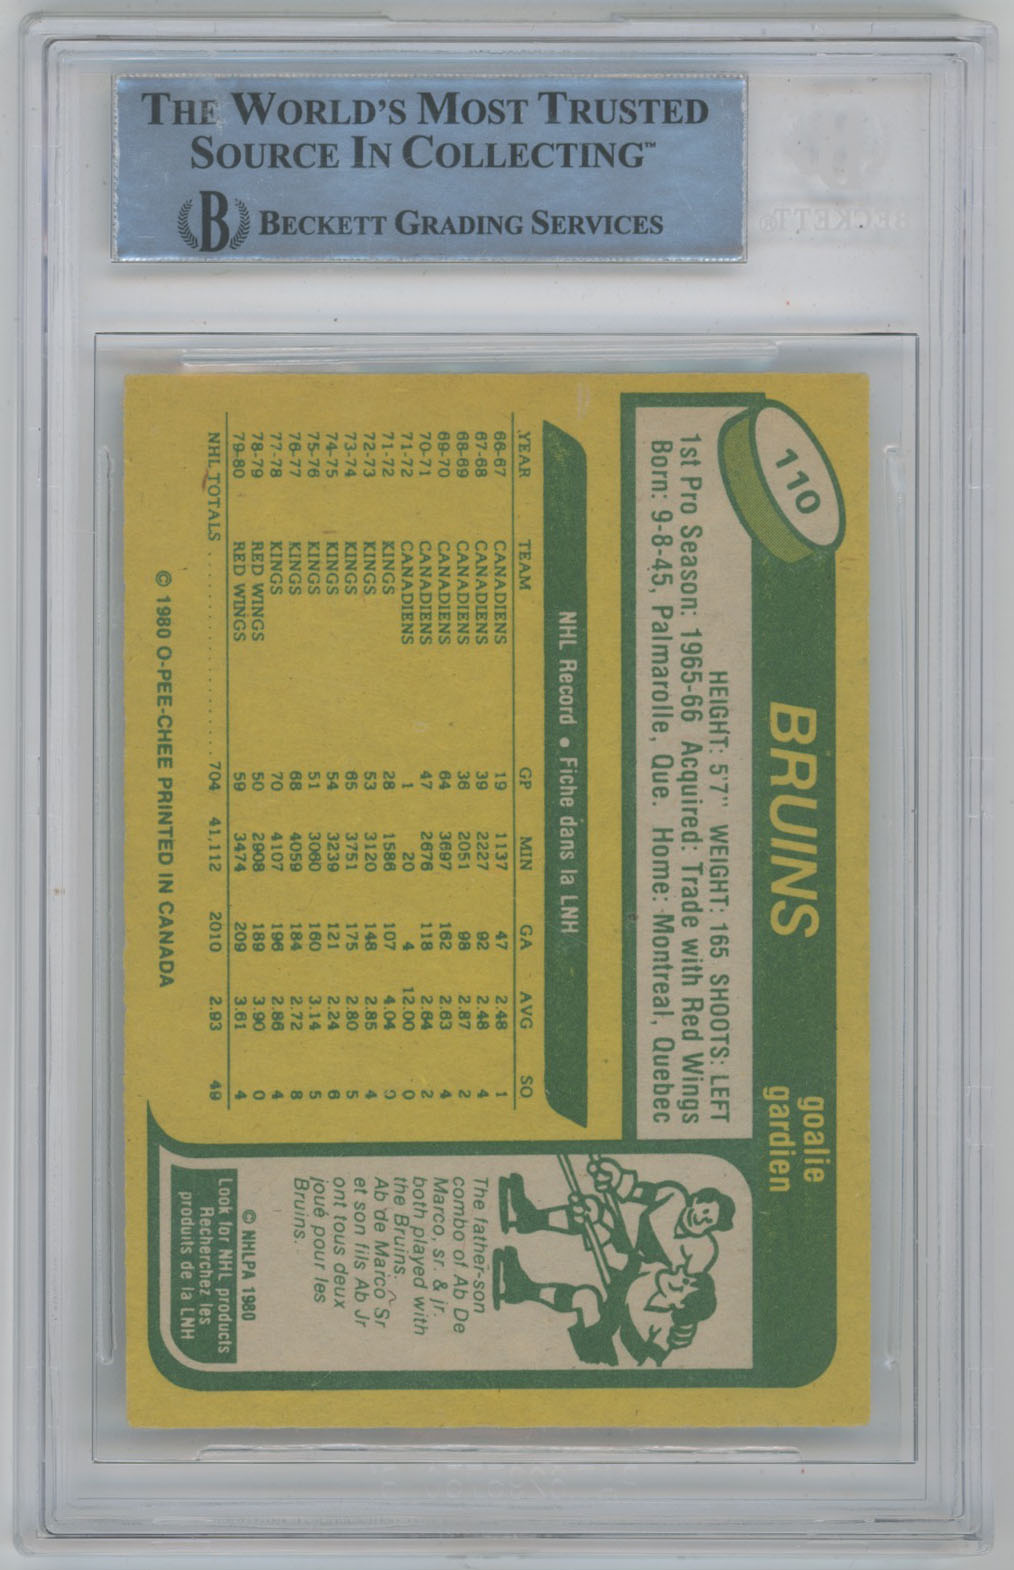 THE WORLD'S MOST TRUSTED
SOURCE IN COLLECTING™
B BECKETT GRADING SERVICES
BECKETT®
110
BRUINS
goalie
gardien
HEIGHT: 5'7" WEIGHT: 165 SHOOTS: LEFT
1st Pro Season: 1965-66 Acquired: Trade with Red Wings
Born: 9-8-45, Palmarolle, Que. Home: Montreal, Quebec
NHL Record • Fiche dans la LNH
YEAR TEAM GP MIN GA AVG SO
66-67 CANADIENS 19 1137 47 2.48 1
67-68 CANADIENS 39 2227 92 2.48 4
68-69 CANADIENS 36 2051 98 2.87 2
69-70 CANADIENS 64 3697 162 2.63 4
70-71 CANADIENS 47 2676 118 2.64 2
71-72 CANADIENS 1 20 4 12.00 0
71-72 KINGS 28 1586 107 4.04 0
72-73 KINGS 53 3120 148 2.85 4
73-74 KINGS 65 3751 175 2.80 5
74-75 KINGS 54 3239 121 2.24 6
75-76 KINGS 51 3060 160 3.14 5
76-77 KINGS 68 4059 184 2.72 8
77-78 KINGS 70 4107 196 2.86 4
78-79 RED WINGS 50 2908 189 3.90 0
79-80 RED WINGS 59 3474 209 3.61 4
NHL TOTALS 704 41,112 2010 2.93 49
© 1980 O-PEE-CHEE PRINTED IN CANADA
The father-son
combo of Ab De
Marco, sr. & jr.
both played with
the Bruins.
Ab de Marco Sr
et son fils Ab Jr
ont tous deux
joué pour les
Bruins.
© NHLPA 1980
Look for NHL products
Recherchez les
produits de la LNH